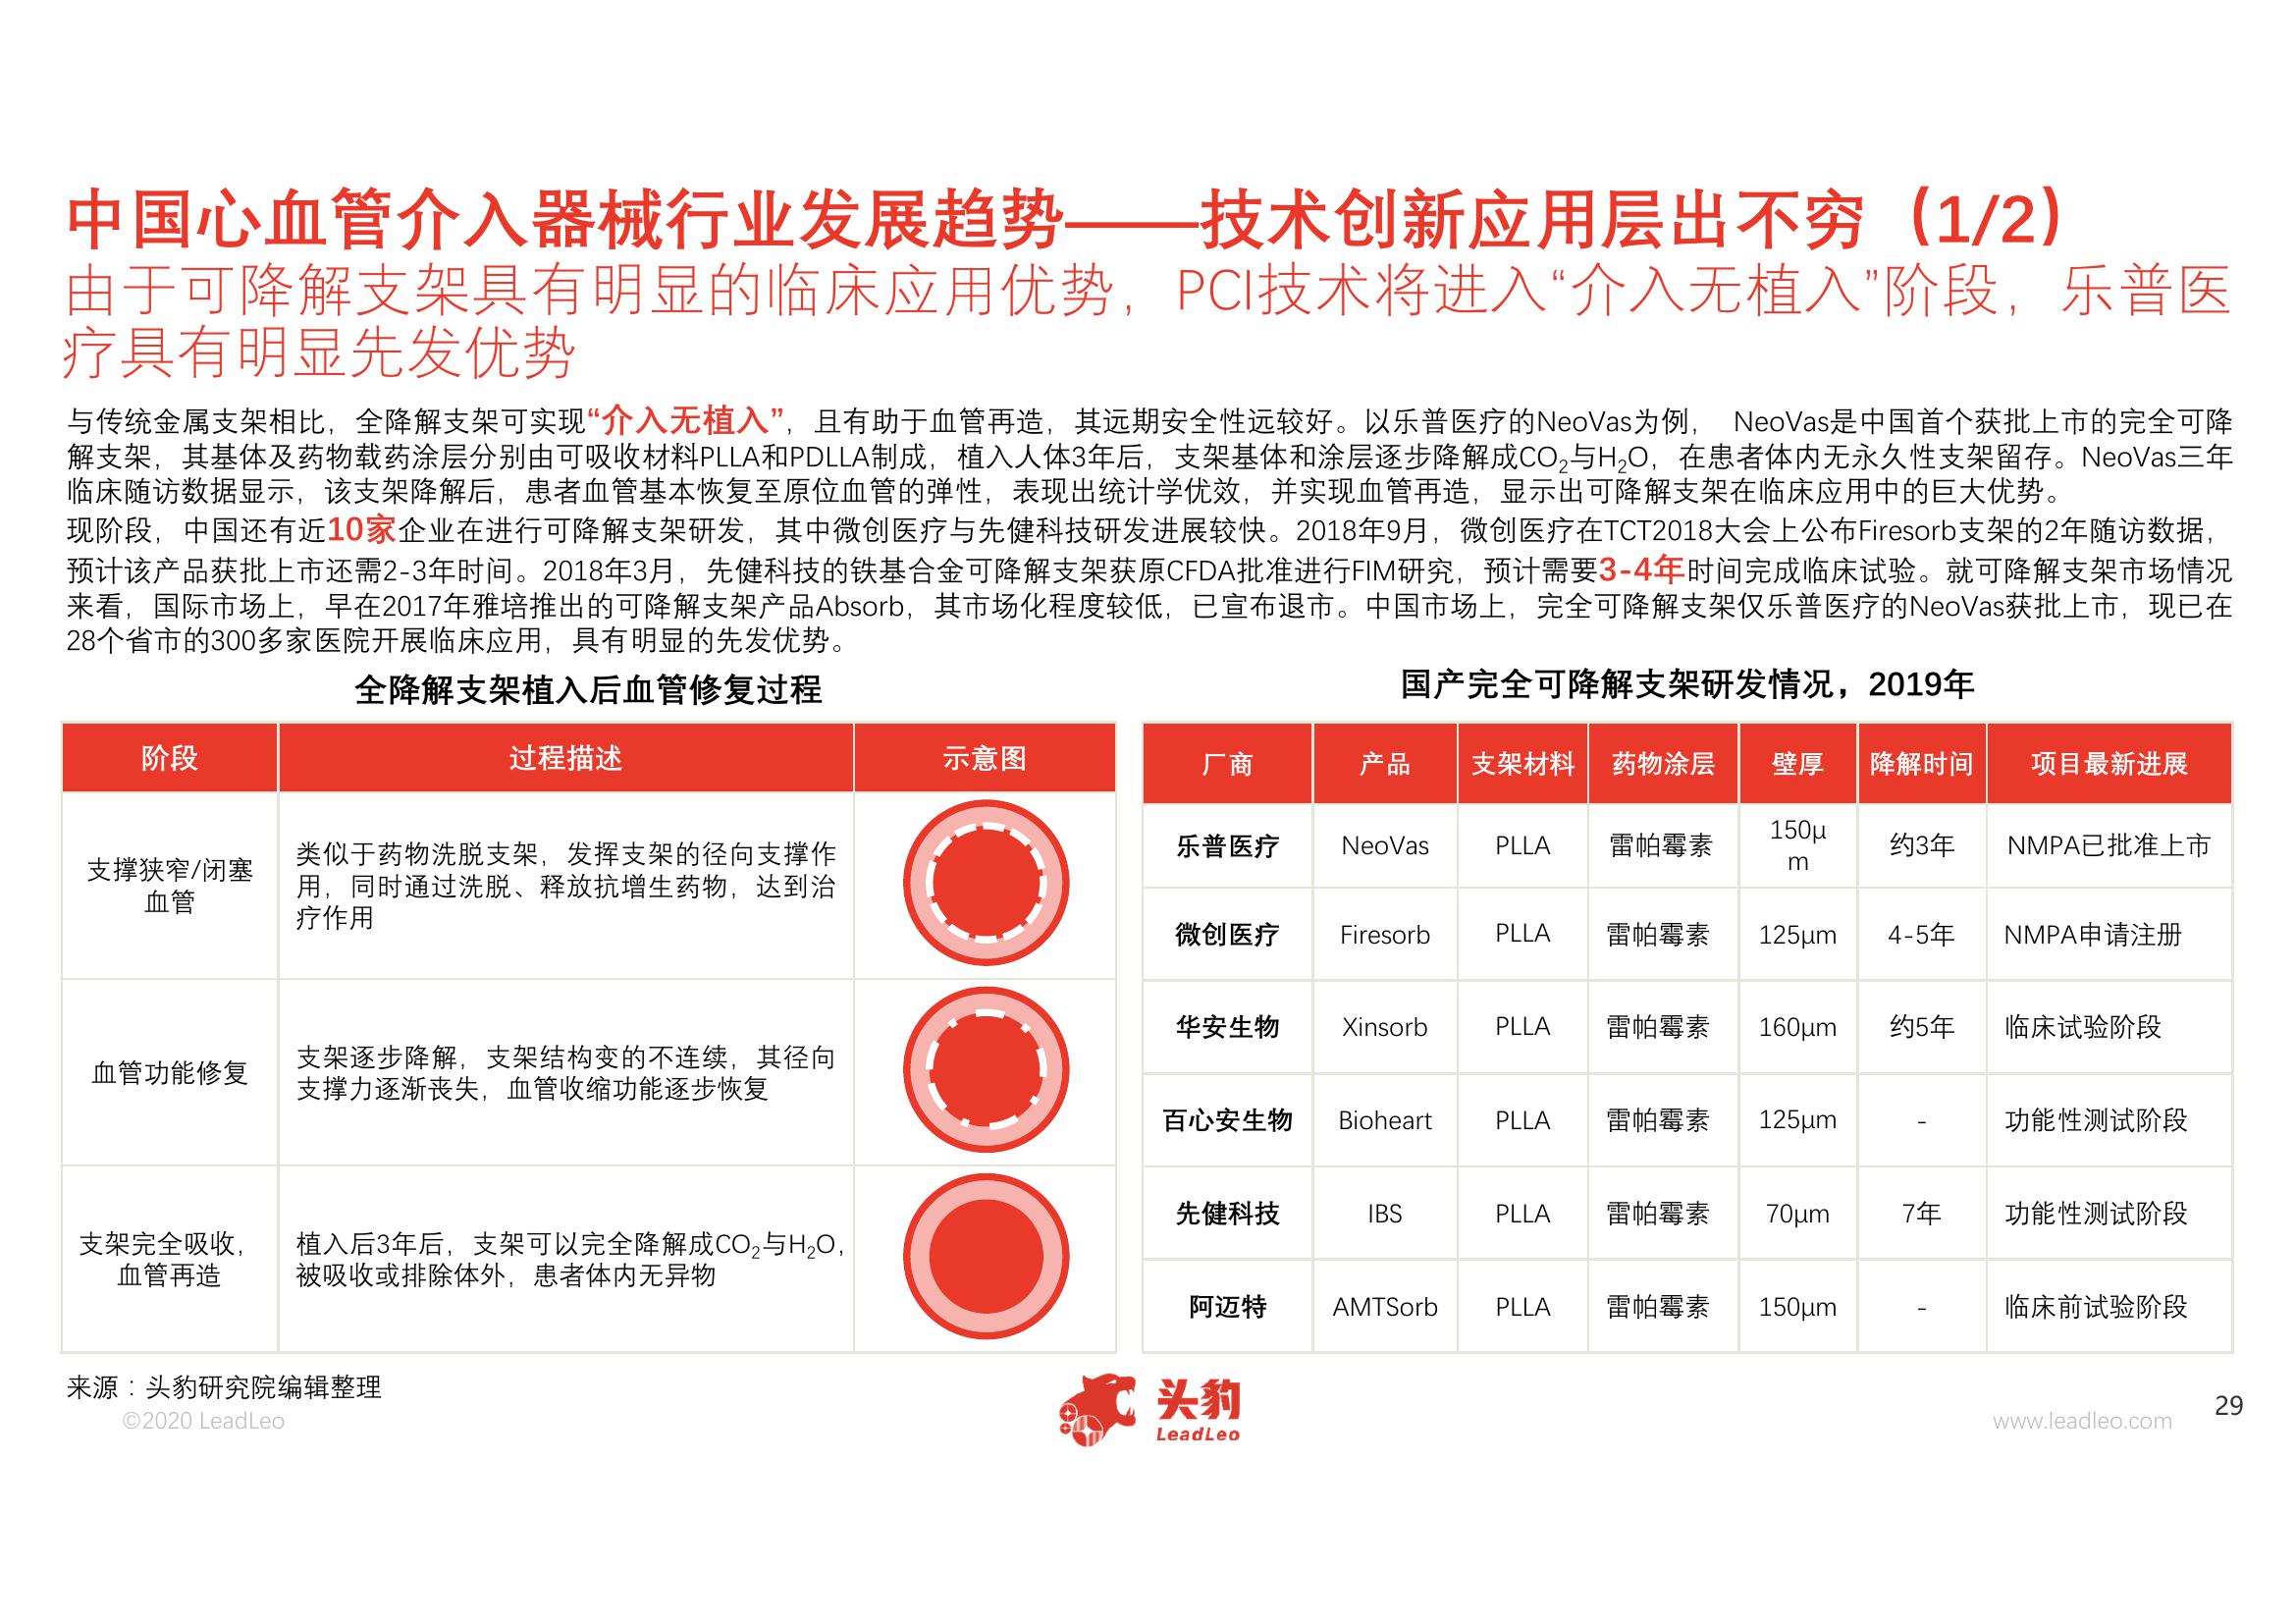 中国心血管介入器械行业发展趋势——技术创新应用层出不穷（1/2）
由于可降解支架具有明显的临床应用优势，PCI技术将进入“介入无植入”阶段，乐普医
疗具有明显先发优势
与传统金属支架相比，全降解支架可实现“介入无植入”，且有助于血管再造，其远期安全性远较好。以乐普医疗的NeoVas为例， NeoVas是中国首个获批上市的完全可降
解支架，其基体及药物载药涂层分别由可吸收材料PLLA和PDLLA制成，植入人体3年后，支架基体和涂层逐步降解成CO₂与H₂O，在患者体内无永久性支架留存。NeoVas三年
临床随访数据显示，该支架降解后，患者血管基本恢复至原位血管的弹性，表现出统计学优效，并实现血管再造，显示出可降解支架在临床应用中的巨大优势。
现阶段，中国还有近10家企业在进行可降解支架研发，其中微创医疗与先健科技研发进展较快。2018年9月，微创医疗在TCT2018大会上公布Firesorb支架的2年随访数据，
预计该产品获批上市还需2-3年时间。2018年3月，先健科技的铁基合金可降解支架获原CFDA批准进行FIM研究，预计需要3-4年时间完成临床试验。就可降解支架市场情况
来看，国际市场上，早在2017年雅培推出的可降解支架产品Absorb，其市场化程度较低，已宣布退市。中国市场上，完全可降解支架仅乐普医疗的NeoVas获批上市，现已在
28个省市的300多家医院开展临床应用，具有明显的先发优势。
全降解支架植入后血管修复过程
阶段 过程描述 示意图
支撑狭窄/闭塞
血管
类似于药物洗脱支架，发挥支架的径向支撑作
用，同时通过洗脱、释放抗增生药物，达到治
疗作用
血管功能修复
支架逐步降解，支架结构变的不连续，其径向
支撑力逐渐丧失，血管收缩功能逐步恢复
支架完全吸收，
血管再造
植入后3年后，支架可以完全降解成CO₂与H₂O，
被吸收或排除体外，患者体内无异物
国产完全可降解支架研发情况，2019年
厂商 产品 支架材料 药物涂层 壁厚 降解时间 项目最新进展
乐普医疗 NeoVas PLLA 雷帕霉素 150μ
m
约3年 NMPA已批准上市
微创医疗 Firesorb PLLA 雷帕霉素 125μm 4-5年 NMPA申请注册
华安生物 Xinsorb PLLA 雷帕霉素 160μm 约5年 临床试验阶段
百心安生物 Bioheart PLLA 雷帕霉素 125μm - 功能性测试阶段
先健科技 IBS PLLA 雷帕霉素 70μm 7年 功能性测试阶段
阿迈特 AMTSorb PLLA 雷帕霉素 150μm - 临床前试验阶段
来源：头豹研究院编辑整理
©2020 LeadLeo
头豹
LeadLeo
www.leadleo.com
29